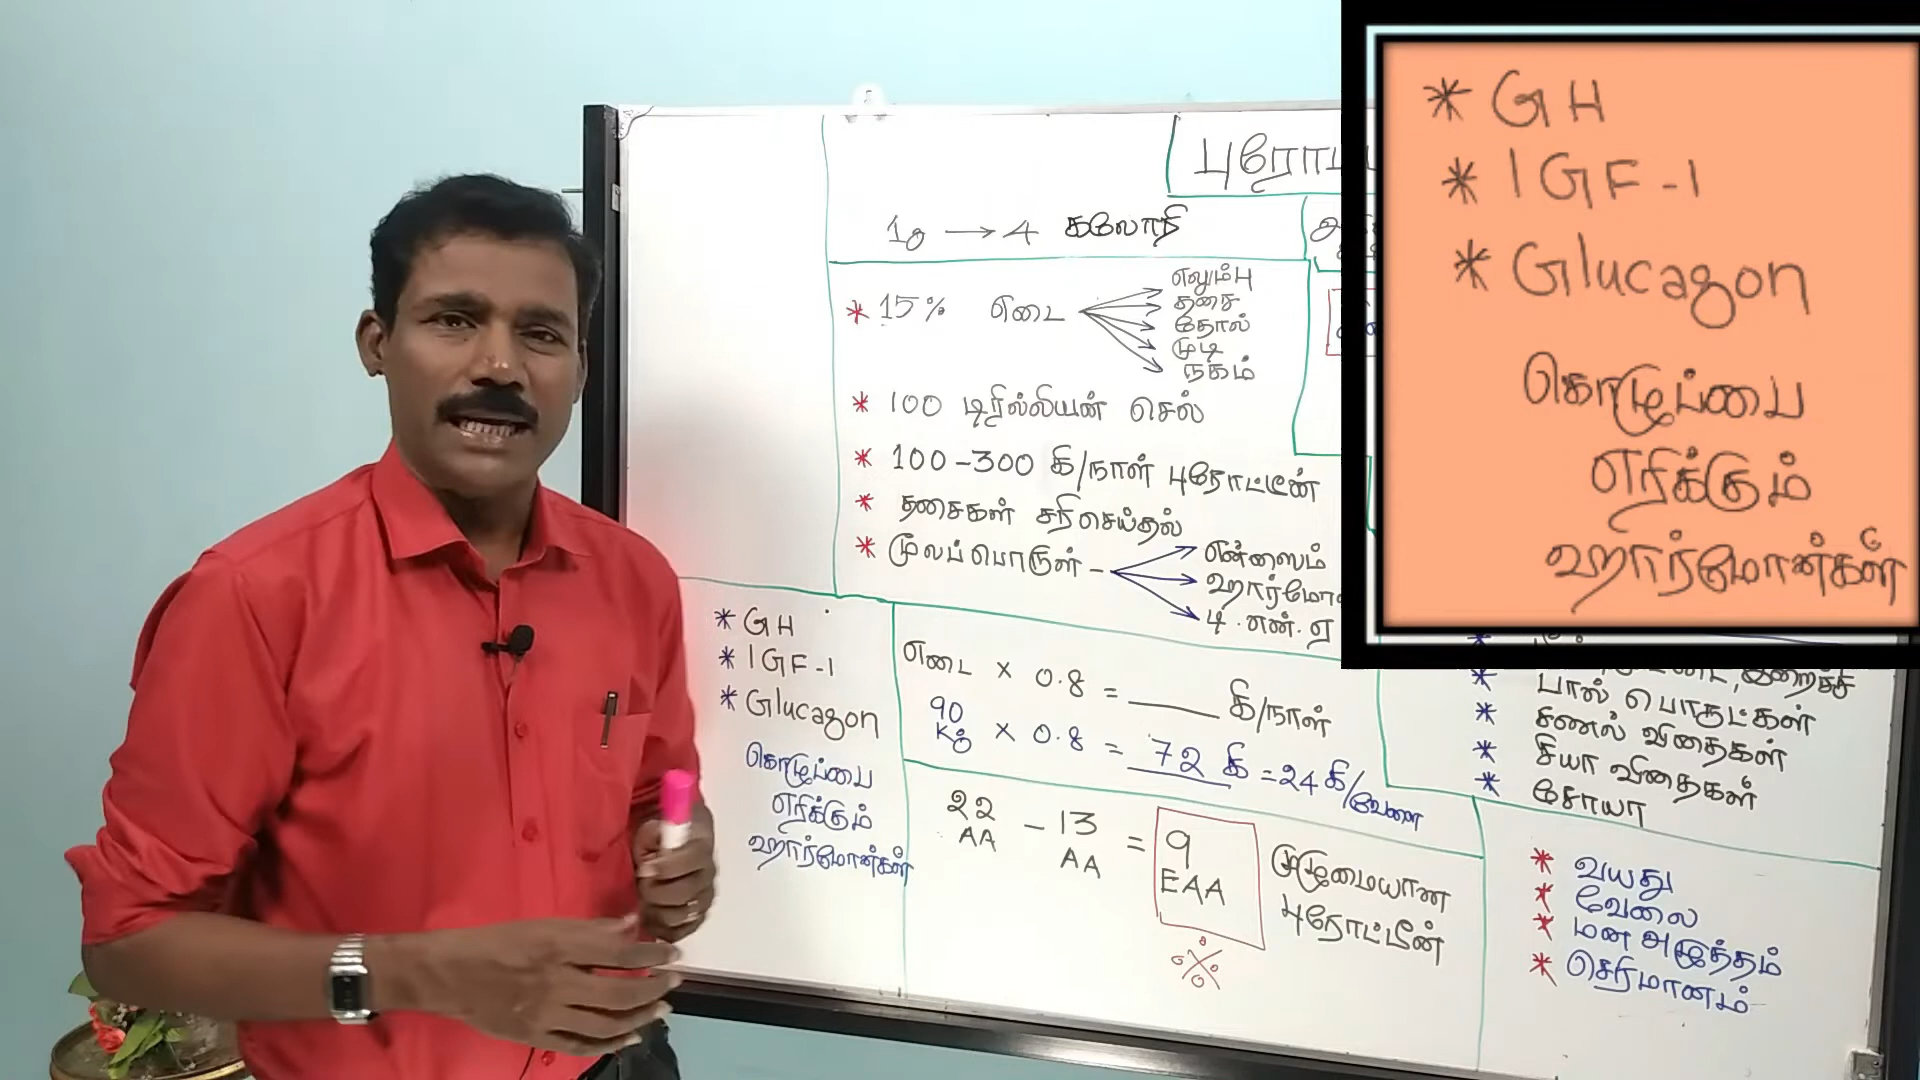 புரோ
1g → 4 கலோரி
* 15% எடை
எலும்பு
தசை
தோல்
முடி
நகம்
* 100 டிரில்லியன் செல்
* 100-300 கி/நாள் புரோட்டீன்
* தசைகள் சரிசெய்தல்
* மூலப்பொருள் -
என்ஸைம்
ஹார்மோ
டி.என்.ஏ
* GH
* IGF-1
* Glucagon
கொழுப்பை
எரிக்கும்
ஹார்மோன்கள்
எடை x 0.8 = ____ கி/நாள்
90 Kg x 0.8 = 72 கி = 24 கி/வேளை
22 AA - 13 AA = 9 EAA
முழுமையான
புரோட்டீன்
* GH
* IGF-1
* Glucagon
கொழுப்பை
எரிக்கும்
ஹார்மோன்கள்
* பால் பொருட்கள்
* சணல் விதைகள்
* சியா விதைகள்
* சோயா
* வயது
* வேலை
* மன அழுத்தம்
* செரிமானம்